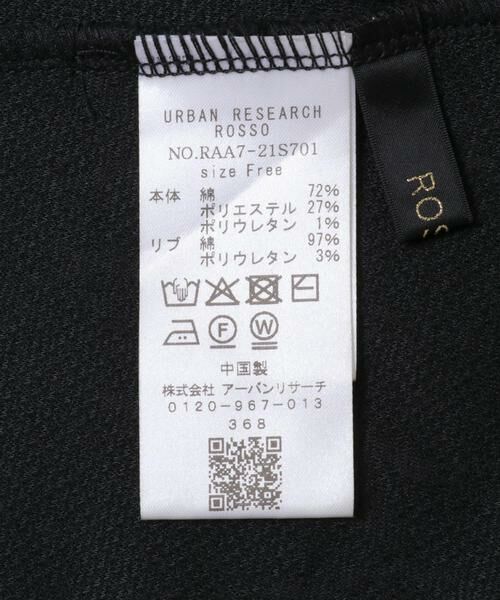 URBAN RESEARCH
ROSSO
NO.RAA7-21S701
size Free
本体 綿 72%
ポリエステル 27%
ポリウレタン 1%
リブ 綿 97%
ポリウレタン 3%
F W
中国製
株式会社 アーバンリサーチ
0120-967-013
368
ROS